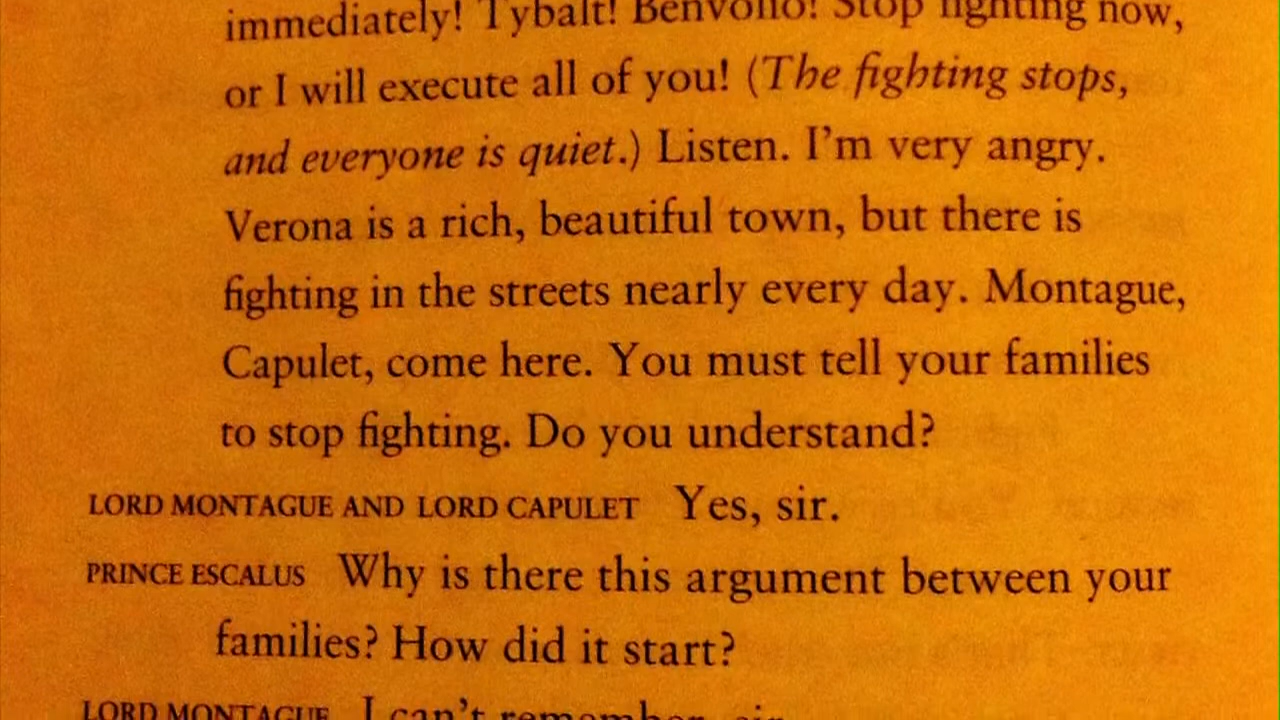 immediately! Tybalt! Benvolio! Stop fighting now,
or I will execute all of you! (The fighting stops,
and everyone is quiet.) Listen. I'm very angry.
Verona is a rich, beautiful town, but there is
fighting in the streets nearly every day. Montague,
Capulet, come here. You must tell your families
to stop fighting. Do you understand?
LORD MONTAGUE AND LORD CAPULET Yes, sir.
PRINCE ESCALUS Why is there this argument between your
families? How did it start?
LORD MONTAGUE I can't remember, sir.